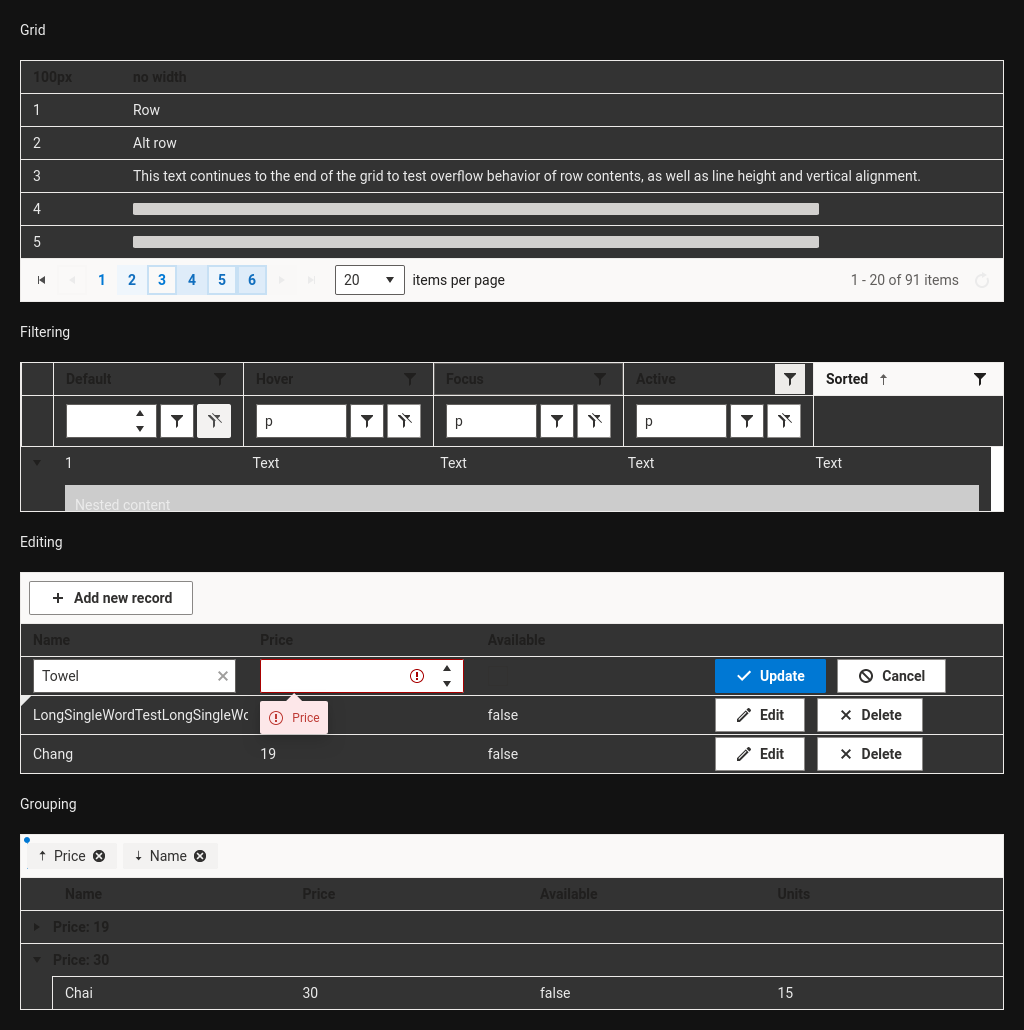 Grid
100px no width
1 Row
2 Alt row
3 This text continues to the end of the grid to test overflow behavior of row contents, as well as line height and vertical alignment.
4
5
1 2 3 4 5 6 20 items per page 1 - 20 of 91 items
Filtering
Default Hover Focus Active Sorted
p p p
1 Text Text Text Text
Nested content
Editing
Add new record
Name Price Available
Towel Update Cancel
LongSingleWordTestLongSingleWo Price false Edit Delete
Chang 19 false Edit Delete
Grouping
Price Name
Name Price Available Units
Price: 19
Price: 30
Chai 30 false 15